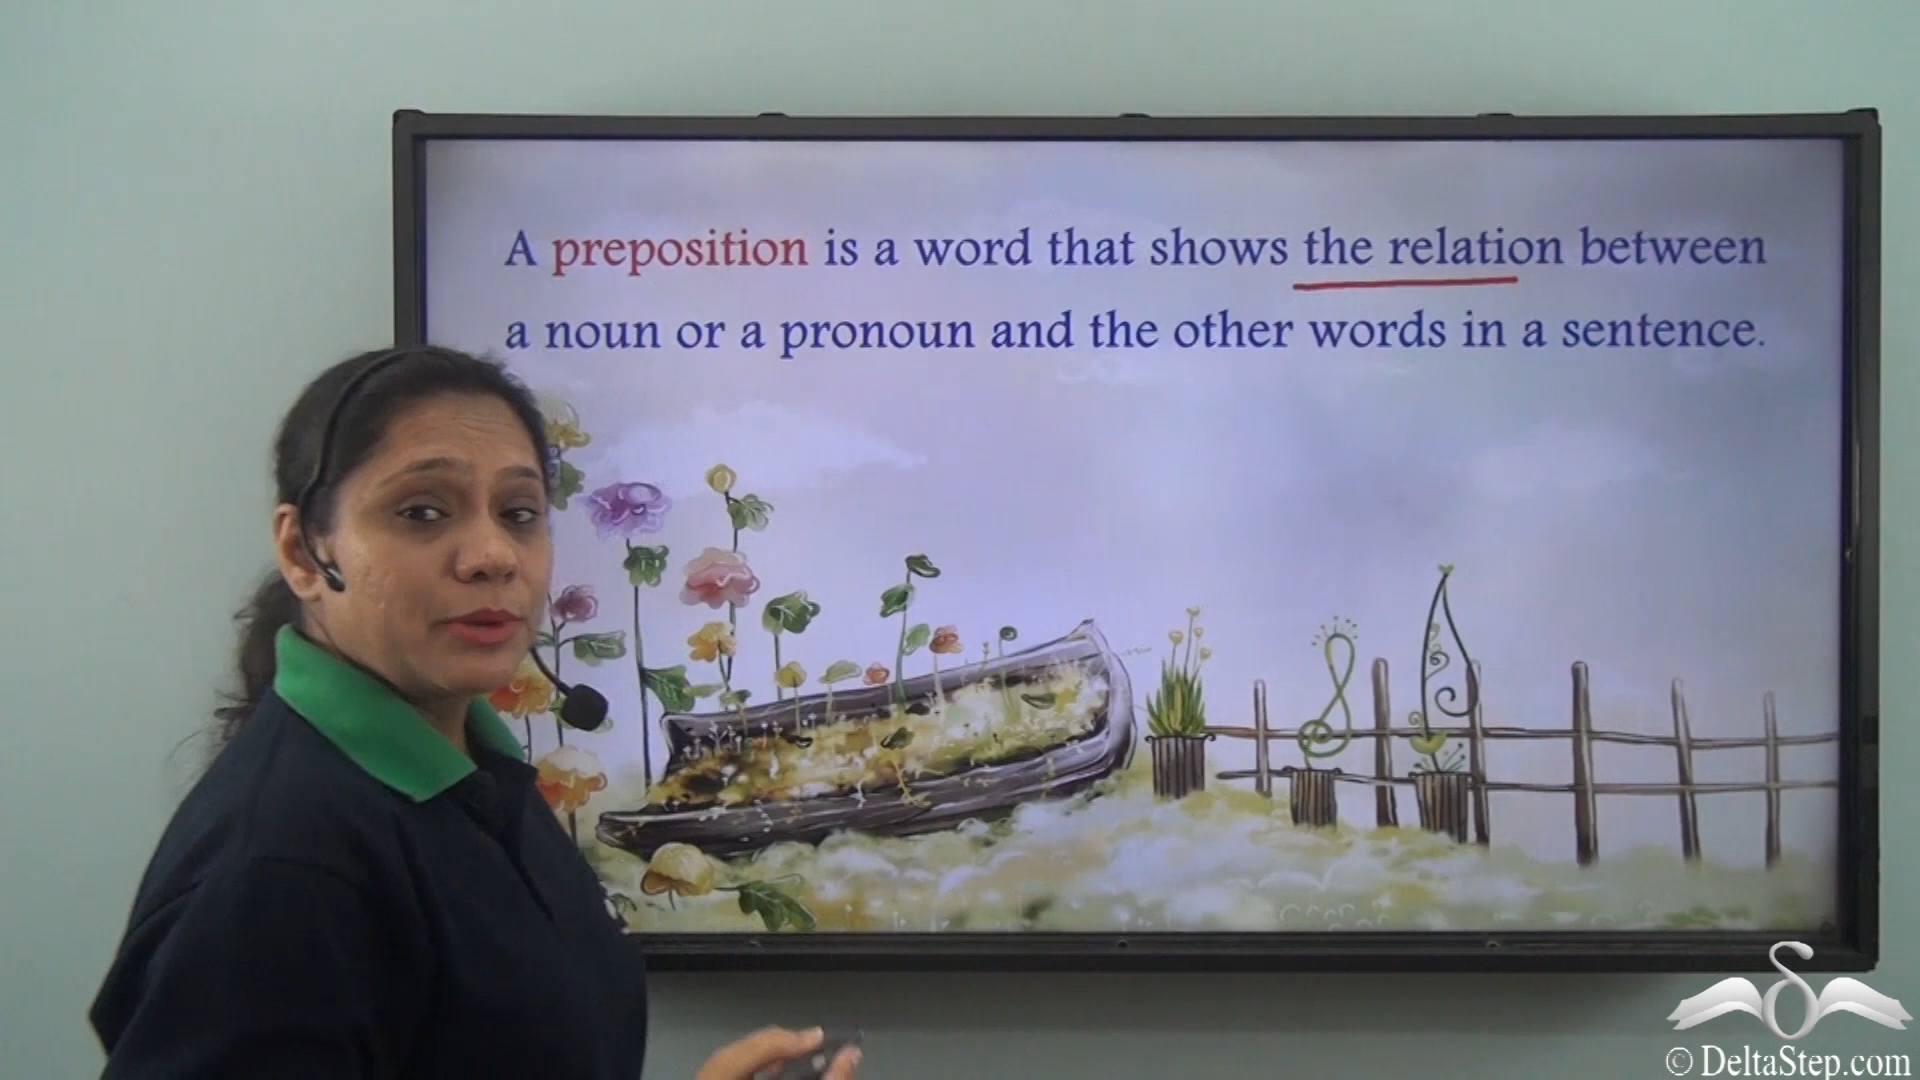 A preposition is a word that shows the relation between
a noun or a pronoun and the other words in a sentence.
© DeltaStep.com